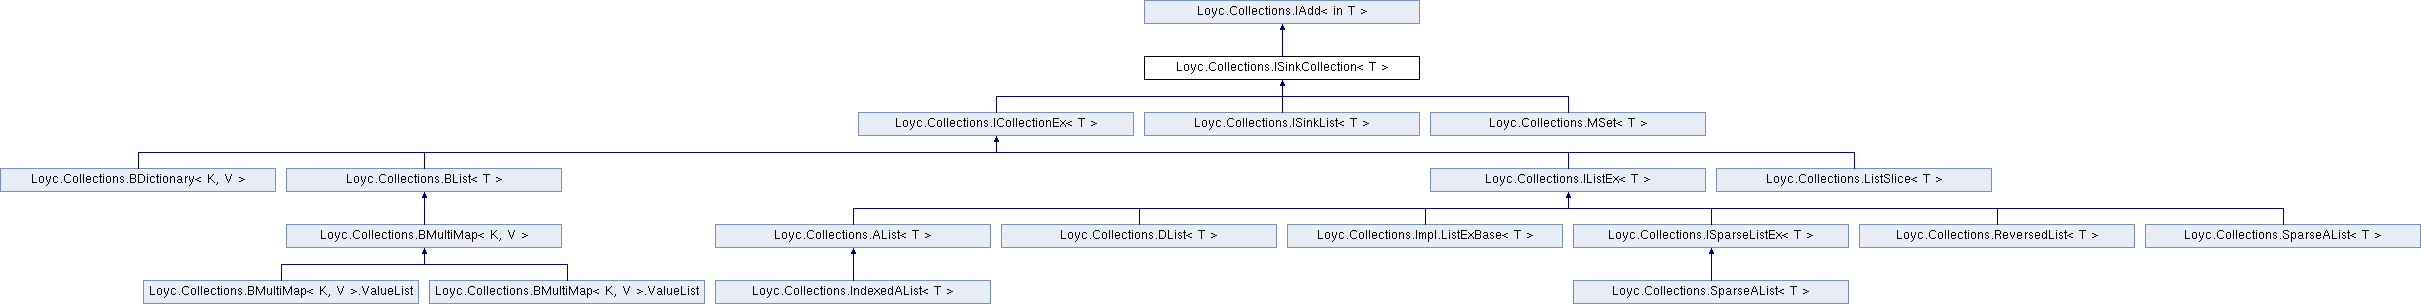 Loyc.Collections.IAdd< in T >
Loyc.Collections.ISinkCollection< T >
Loyc.Collections.ICollectionEx< T >
Loyc.Collections.ISinkList< T >
Loyc.Collections.MSet< T >
Loyc.Collections.BDictionary< K, V >
Loyc.Collections.BList< T >
Loyc.Collections.IListEx< T >
Loyc.Collections.ListSlice< T >
Loyc.Collections.BMultiMap< K, V >
Loyc.Collections.AList< T >
Loyc.Collections.DList< T >
Loyc.Collections.Impl.ListExBase< T >
Loyc.Collections.ISparseListEx< T >
Loyc.Collections.ReversedList< T >
Loyc.Collections.SparseAList< T >
Loyc.Collections.BMultiMap< K, V >.ValueList
Loyc.Collections.BMultiMap< K, V >.ValueList
Loyc.Collections.IndexedAList< T >
Loyc.Collections.SparseAList< T >